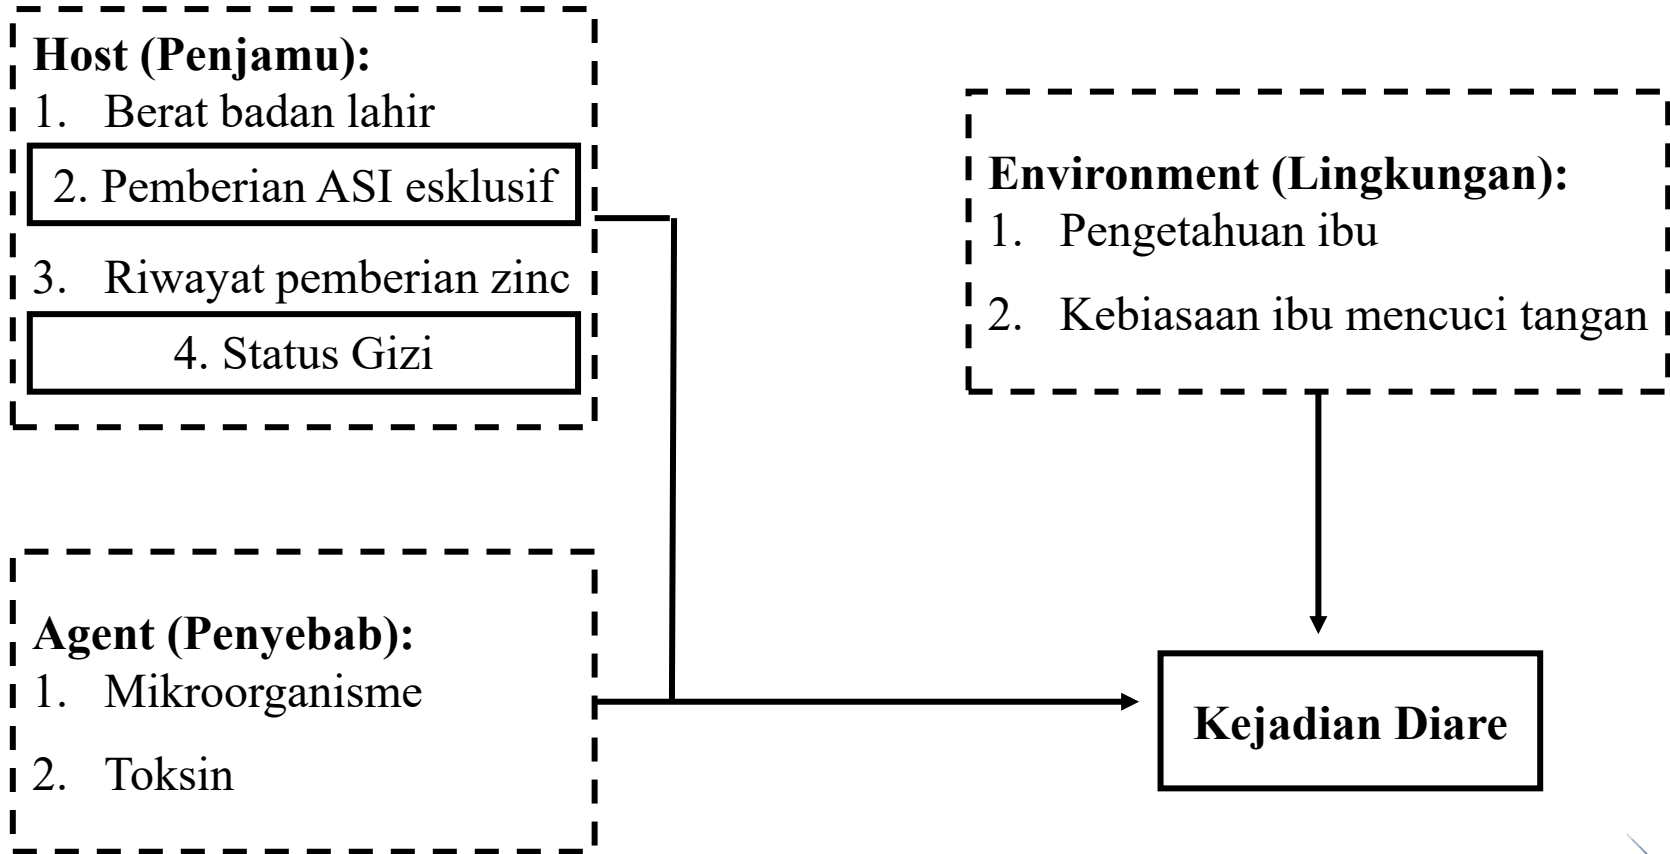 Host (Penjamu):
1. Berat badan lahir
2. Pemberian ASI esklusif
3. Riwayat pemberian zinc
4. Status Gizi
Environment (Lingkungan):
1. Pengetahuan ibu
2. Kebiasaan ibu mencuci tangan
Agent (Penyebab):
1. Mikroorganisme
2. Toksin
Kejadian Diare